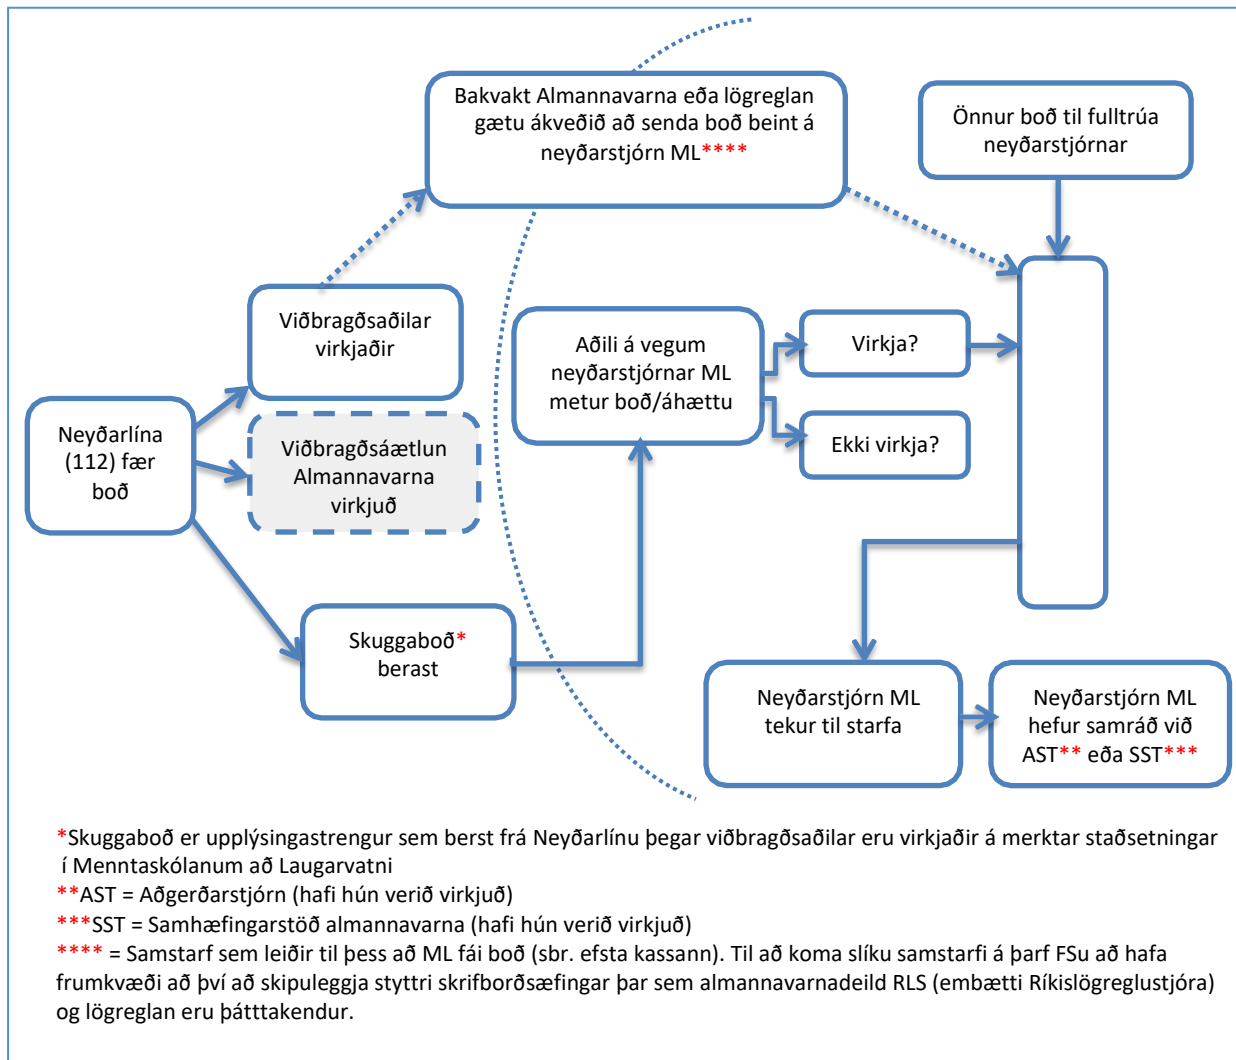 Bakvakt Almannavarna eða lögreglan
gætu ákveðið að senda boð beint á
neyðarstjórn ML****
Önnur boð til fulltrúa
neyðarstjórnar
Viðbragðsaðilar
virkjaðir
Aðili á vegum
neyðarstjórnar ML
metur boð/áhættu
Virkja?
Ekki virkja?
Neyðarlína
(112) fær
boð
Viðbragðsáætlun
Almannavarna
virkjuð
Skuggaboð*
berast
Neyðarstjórn ML
tekur til starfa
Neyðarstjórn ML
hefur samráð við
AST** eða SST***
*Skuggaboð er upplýsingastrengur sem berst frá Neyðarlínu þegar viðbragðsaðilar eru virkjaðir á merktar staðsetningar
í Menntaskólanum að Laugarvatni
**AST = Aðgerðarstjórn (hafi hún verið virkjuð)
***SST = Samhæfingarstöð almannavarna (hafi hún verið virkjuð)
**** = Samstarf sem leiðir til þess að ML fái boð (sbr. efsta kassann). Til að koma slíku samstarfi á þarf FSu að hafa
frumkvæði að því að skipuleggja styttri skrifborðsæfingar þar sem almannavarnadeild RLS (embætti Ríkislögreglustjóra)
og lögreglan eru þátttakendur.